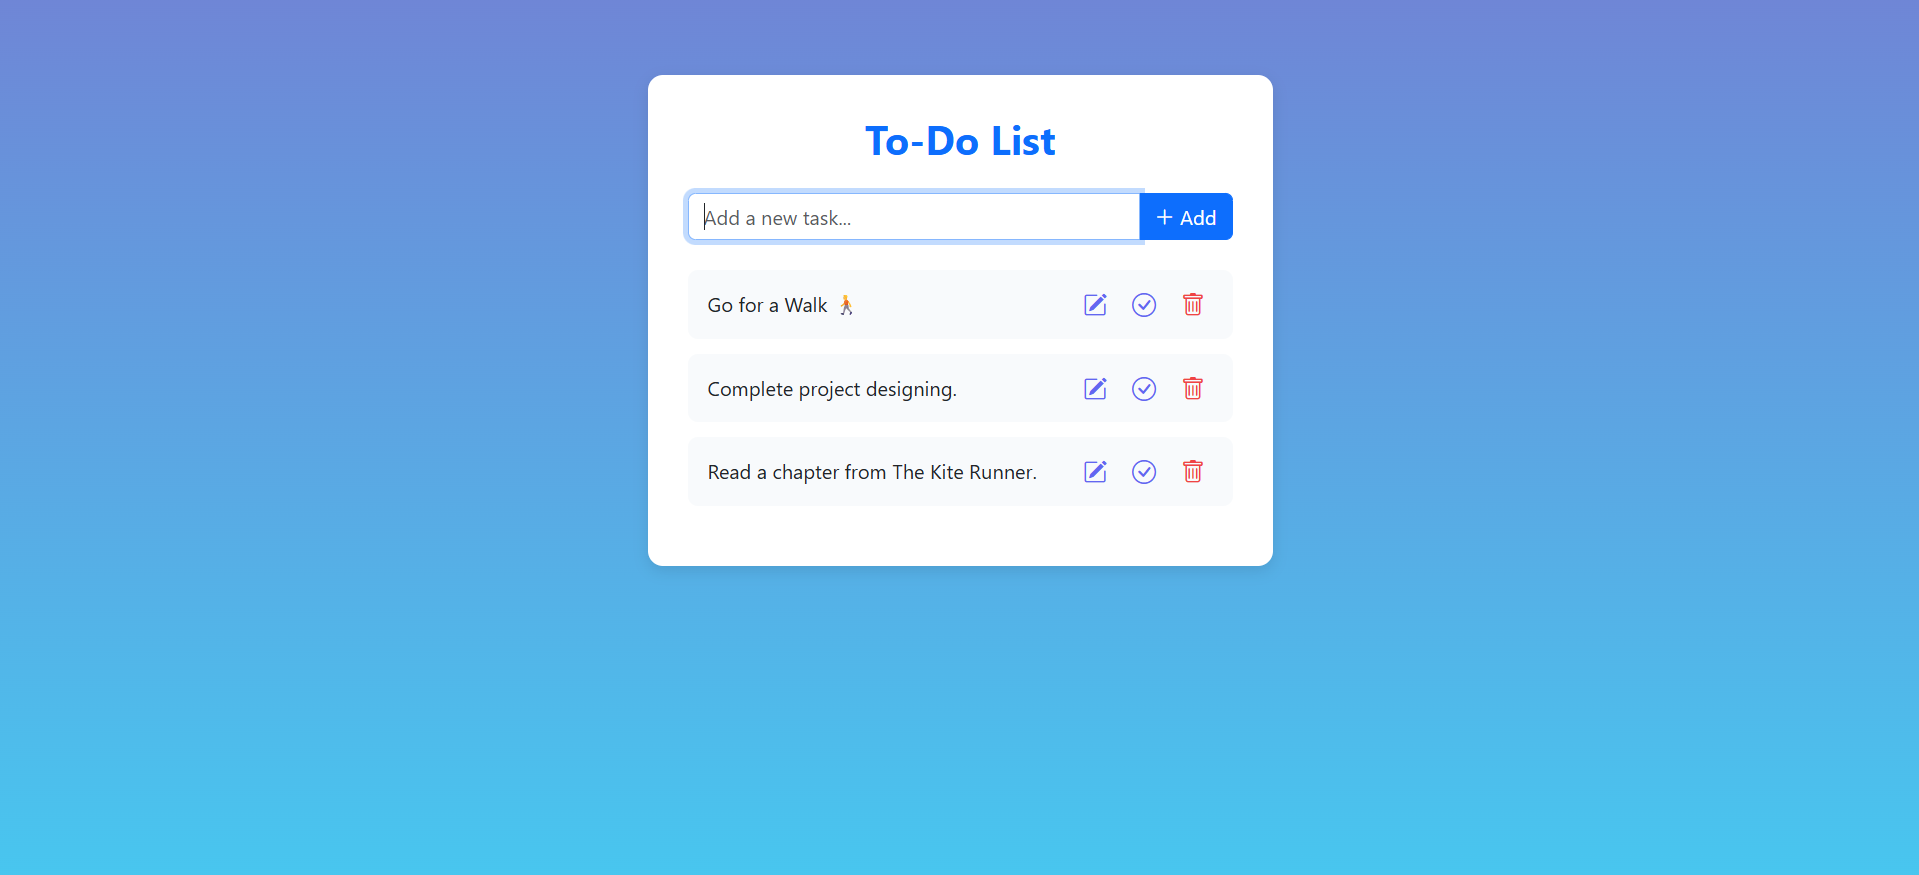 To-Do List
Add a new task...
+ Add
Go for a Walk 🚶
Complete project designing.
Read a chapter from The Kite Runner.